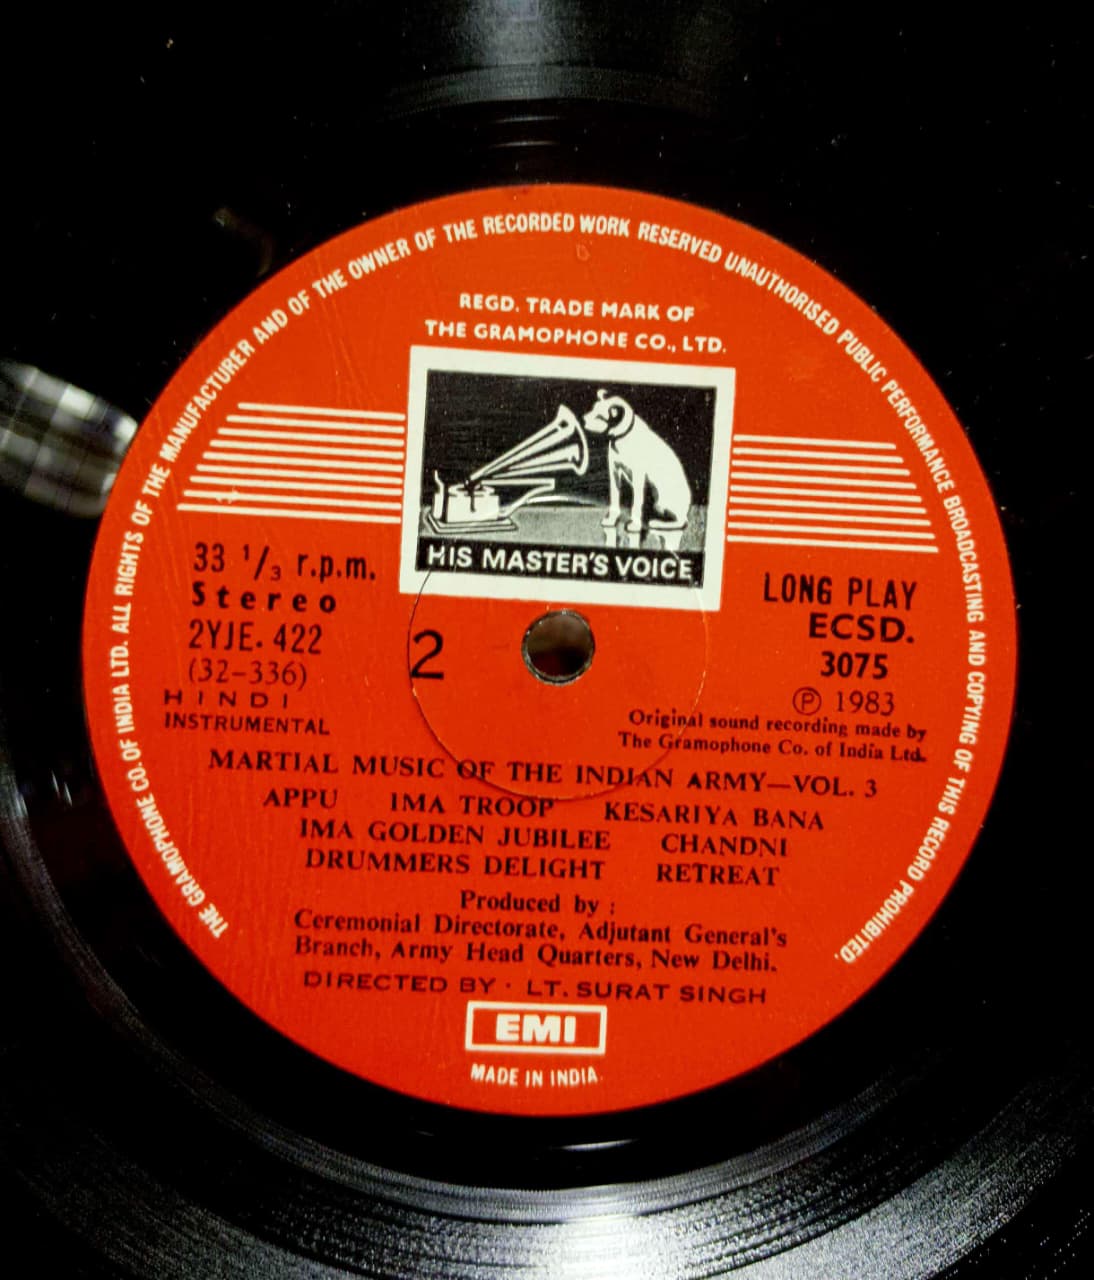 THE GRAMOPHONE CO. OF INDIA LTD. ALL RIGHTS OF THE MANUFACTURER AND OF THE OWNER OF THE RECORDED WORK RESERVED UNAUTHORISED PUBLIC PERFORMANCE BROADCASTING AND COPYING OF THIS RECORD PROHIBITED.
REGD. TRADE MARK OF
THE GRAMOPHONE CO., LTD.
HIS MASTER'S VOICE
33 1/3 r.p.m.
Stereo
2YJE. 422
(32-336)
HINDI
INSTRUMENTAL
2
LONG PLAY
ECSD.
3075
℗ 1983
Original sound recording made by
The Gramophone Co. of India Ltd.
MARTIAL MUSIC OF THE INDIAN ARMY—VOL. 3
APPU IMA TROOP KESARIYA BANA
IMA GOLDEN JUBILEE CHANDNI
DRUMMERS DELIGHT RETREAT
Produced by :
Ceremonial Directorate, Adjutant General's
Branch, Army Head Quarters, New Delhi.
DIRECTED BY · LT. SURAT SINGH
EMI
MADE IN INDIA.